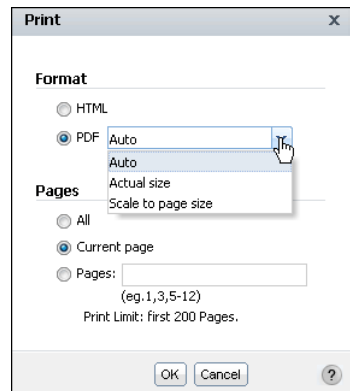 Print x
Format
HTML
PDF Auto
Auto
Actual size
Scale to page size
Pages
All
Current page
Pages:
(eg.1,3,5-12)
Print Limit: first 200 Pages.
OK Cancel ?